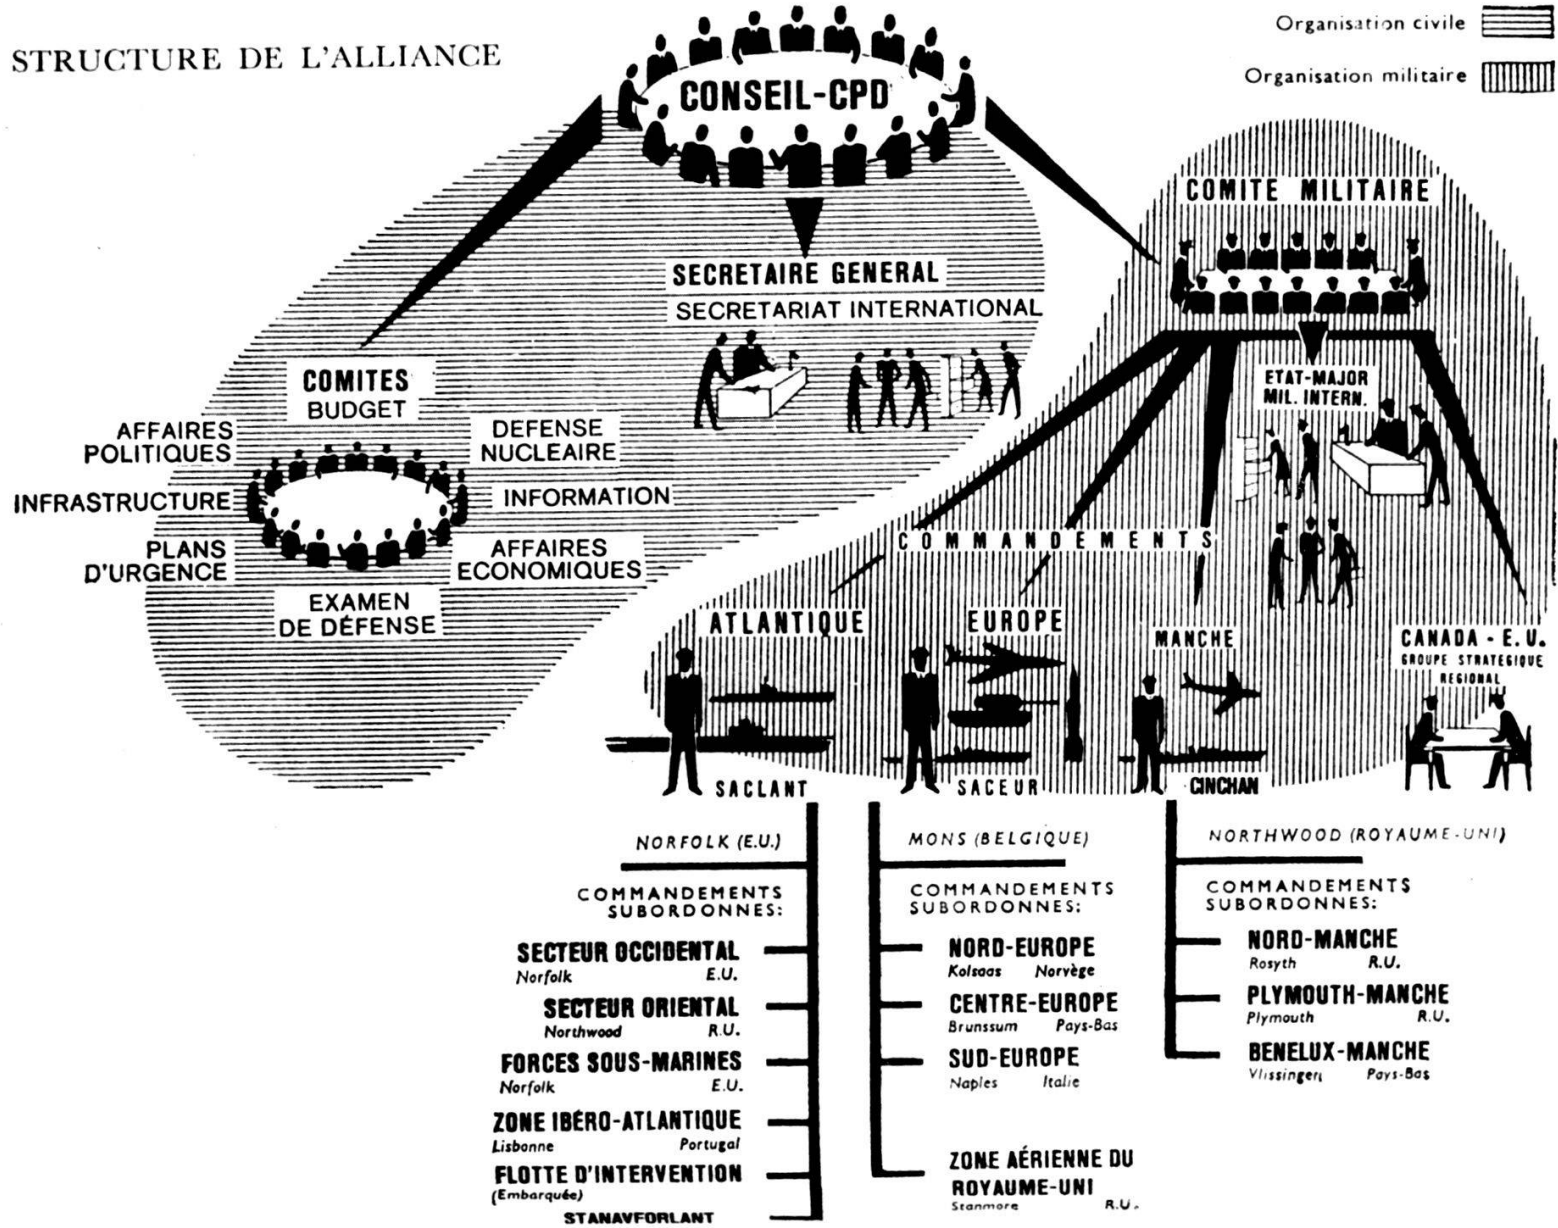 STRUCTURE DE L'ALLIANCE
Organisation civile
Organisation militaire
CONSEIL-CPD
COMITE MILITAIRE
SECRETAIRE GENERAL
SECRETARIAT INTERNATIONAL
ETAT-MAJOR
MIL. INTERN.
COMITES
BUDGET
AFFAIRES
POLITIQUES
DEFENSE
NUCLEAIRE
INFRASTRUCTURE
INFORMATION
PLANS
D'URGENCE
AFFAIRES
ECONOMIQUES
EXAMEN
DE DÉFENSE
COMMANDEMENTS
ATLANTIQUE
EUROPE
MANCHE
CANADA - E.U.
GROUPE STRATEGIQUE
REGIONAL
SACLANT
SACEUR
CINCHAN
NORFOLK (E.U.)
COMMANDEMENTS
SUBORDONNES:
SECTEUR OCCIDENTAL
Norfolk E.U.
SECTEUR ORIENTAL
Northwood R.U.
FORCES SOUS-MARINES
Norfolk E.U.
ZONE IBÉRO-ATLANTIQUE
Lisbonne Portugal
FLOTTE D'INTERVENTION
(Embarquée)
STANAVFORLANT
MONS (BELGIQUE)
COMMANDEMENTS
SUBORDONNES:
NORD-EUROPE
Kolsaas Norvège
CENTRE-EUROPE
Brunssum Pays-Bas
SUD-EUROPE
Naples Italie
ZONE AÉRIENNE DU
ROYAUME-UNI
Stanmore R.U.
NORTHWOOD (ROYAUME-UNI)
COMMANDEMENTS
SUBORDONNES:
NORD-MANCHE
Rosyth R.U.
PLYMOUTH-MANCHE
Plymouth R.U.
BENELUX-MANCHE
Vlissingen Pays-Bas